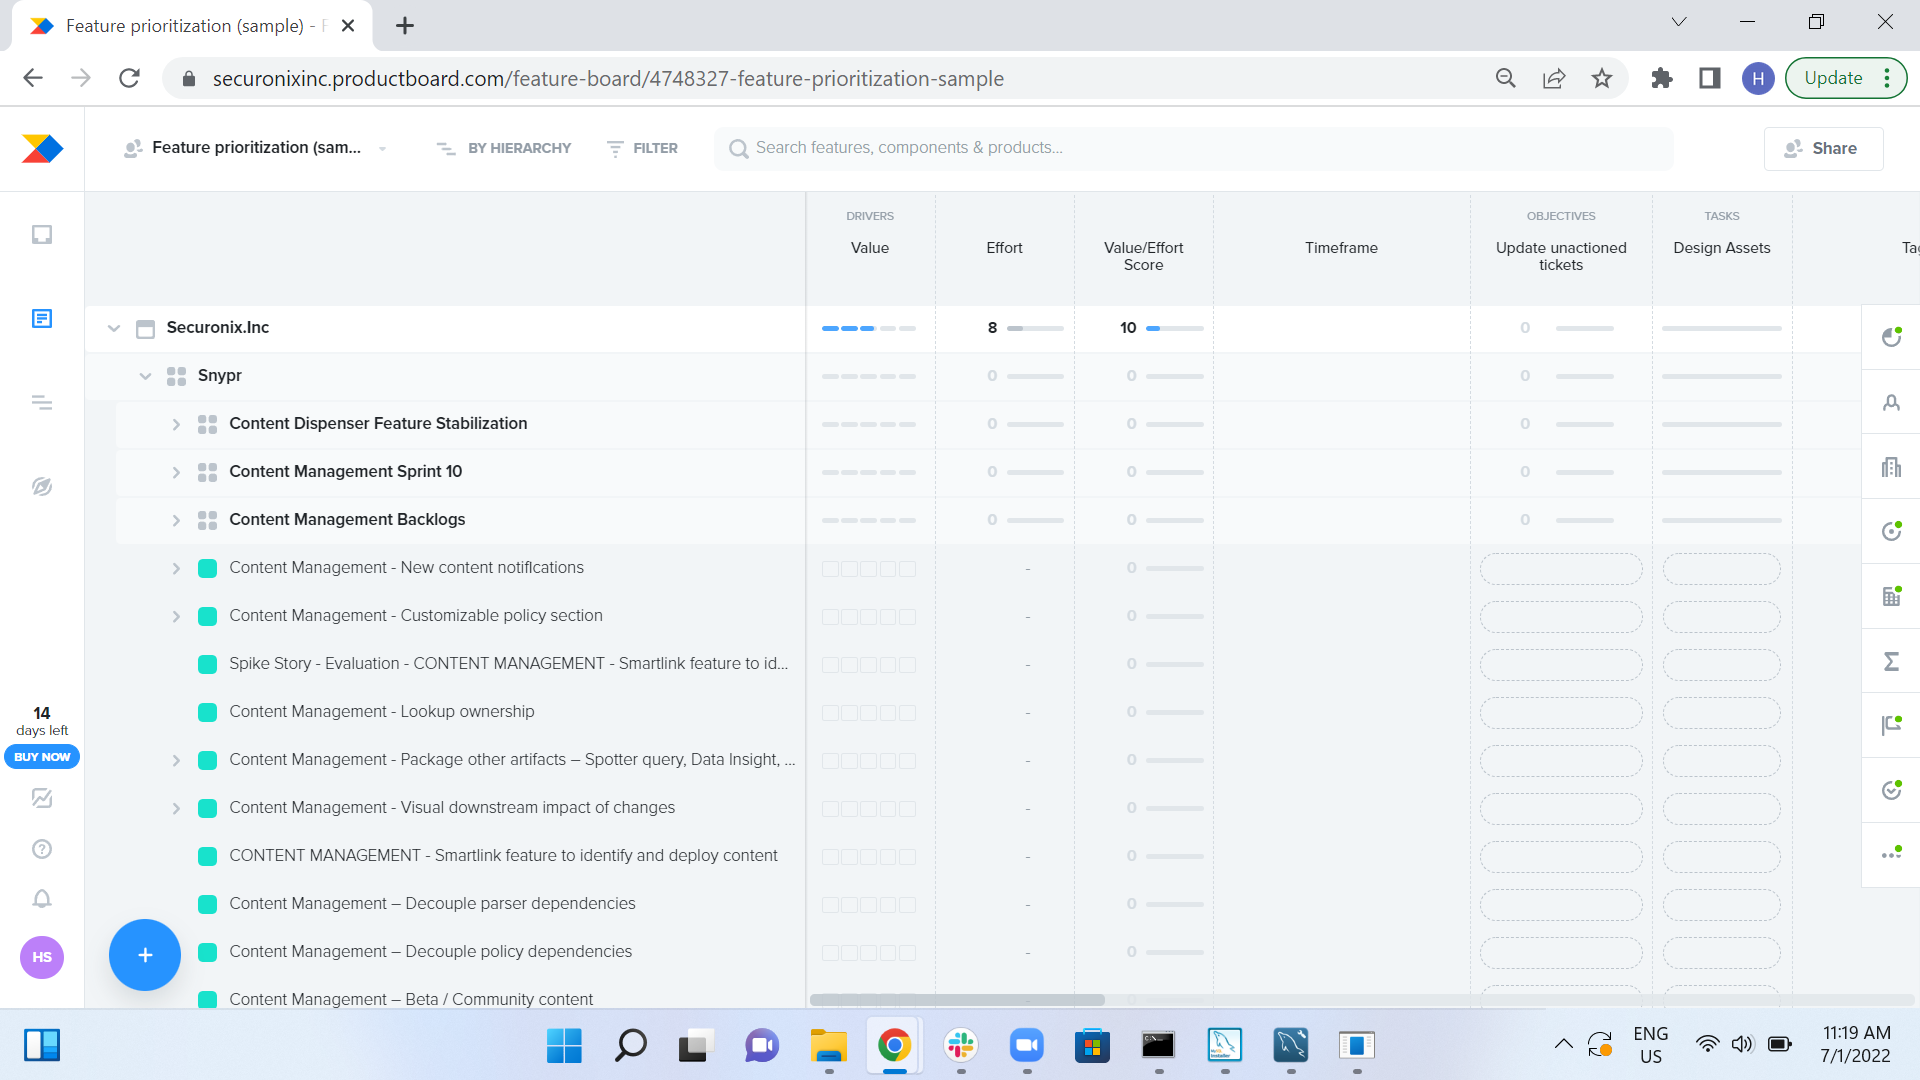 Feature prioritization (sample) - F
securonixinc.productboard.com/feature-board/4748327-feature-prioritization-sample
H
Update
Feature prioritization (sam...
BY HIERARCHY
FILTER
Search features, components & products...
Share
DRIVERS
OBJECTIVES
TASKS
Value
Effort
Value/Effort Score
Timeframe
Update unactioned tickets
Design Assets
Tag
Securonix.Inc
8
10
0
Snypr
0
0
0
Content Dispenser Feature Stabilization
0
0
0
Content Management Sprint 10
0
0
0
Content Management Backlogs
0
0
0
Content Management - New content notifications
-
0
Content Management - Customizable policy section
-
0
Spike Story - Evaluation - CONTENT MANAGEMENT - Smartlink feature to id...
-
0
Content Management - Lookup ownership
-
0
Content Management - Package other artifacts – Spotter query, Data Insight, ...
-
0
Content Management - Visual downstream impact of changes
-
0
CONTENT MANAGEMENT - Smartlink feature to identify and deploy content
-
0
Content Management – Decouple parser dependencies
-
0
Content Management – Decouple policy dependencies
-
0
Content Management – Beta / Community content
-
0
14
days left
BUY NOW
HS
ENG
US
11:19 AM
7/1/2022